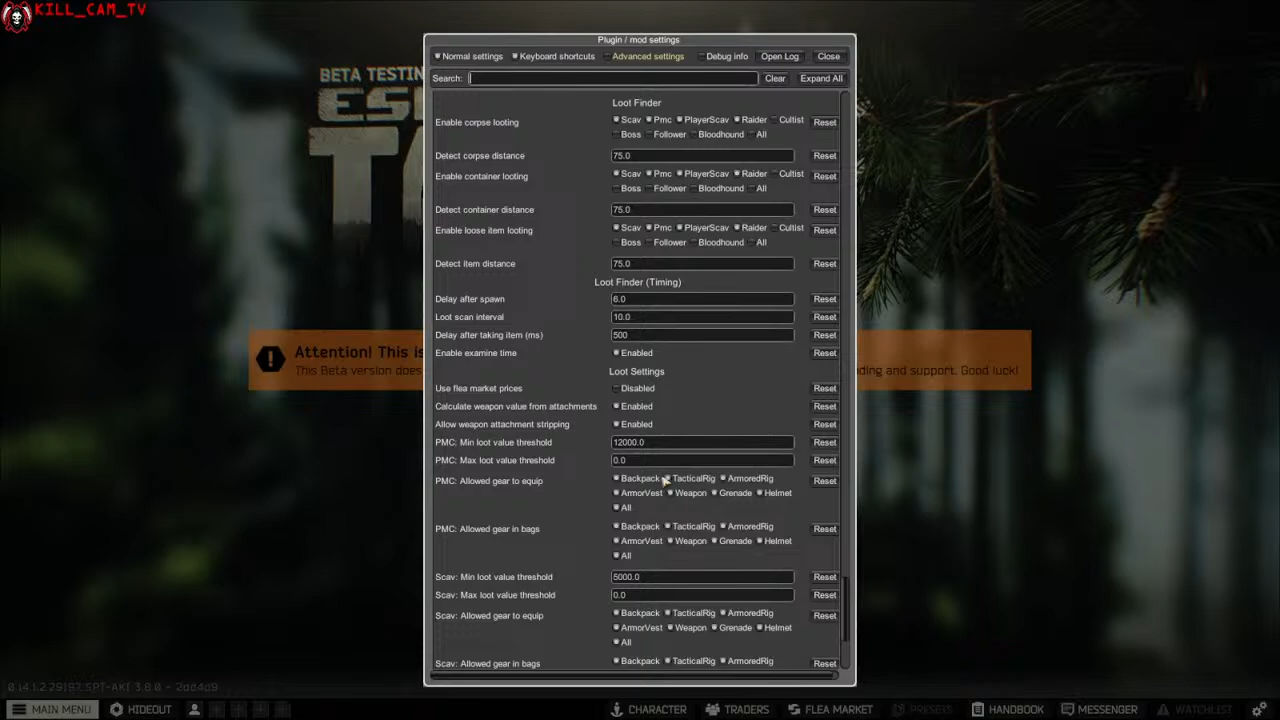 KILL_CAM_TV
Plugin / mod settings
Normal settings Keyboard shortcuts Advanced settings Debug info Open Log Close
Search: Clear Expand All
BETA TESTIN
ES
TA
Loot Finder
Enable corpse looting Scav Pmc PlayerScav Raider Cultist Reset
Boss Follower Bloodhound All
Detect corpse distance 75.0 Reset
Enable container looting Scav Pmc PlayerScav Raider Cultist Reset
Boss Follower Bloodhound All
Detect container distance 75.0 Reset
Enable loose item looting Scav Pmc PlayerScav Raider Cultist Reset
Boss Follower Bloodhound All
Detect item distance 75.0 Reset
Loot Finder (Timing)
Delay after spawn 6.0 Reset
Loot scan interval 10.0 Reset
Delay after taking item (ms) 500 Reset
Enable examine time Enabled Reset
Attention! This is
This Beta version does
ding and support. Good luck!
Loot Settings
Use flea market prices Disabled Reset
Calculate weapon value from attachments Enabled Reset
Allow weapon attachment stripping Enabled Reset
PMC: Min loot value threshold 12000.0 Reset
PMC: Max loot value threshold 0.0 Reset
PMC: Allowed gear to equip Backpack TacticalRig ArmoredRig Reset
ArmorVest Weapon Grenade Helmet
All
PMC: Allowed gear in bags Backpack TacticalRig ArmoredRig Reset
ArmorVest Weapon Grenade Helmet
All
Scav: Min loot value threshold 5000.0 Reset
Scav: Max loot value threshold 0.0 Reset
Scav: Allowed gear to equip Backpack TacticalRig ArmoredRig Reset
ArmorVest Weapon Grenade Helmet
All
Scav: Allowed gear in bags Backpack TacticalRig ArmoredRig Reset
MAIN MENU HIDEOUT CHARACTER TRADERS FLEA MARKET PRESETS HANDBOOK MESSENGER WATCHLIST